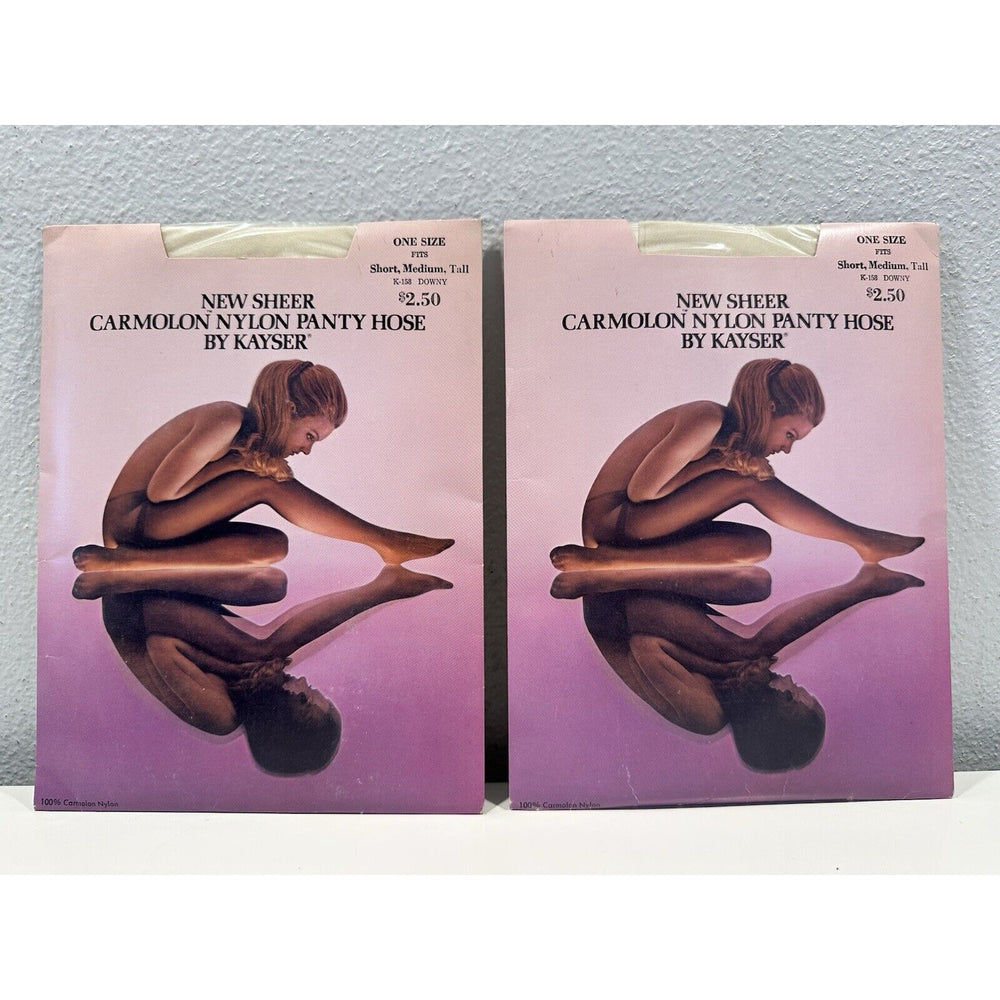 ONE SIZE
FITS
Short, Medium, Tall
K-158 DOWNY
$2.50
NEW SHEER
CARMOLON™ NYLON PANTY HOSE
BY KAYSER®
100% Carmolon Nylon
ONE SIZE
FITS
Short, Medium, Tall
K-158 DOWNY
$2.50
NEW SHEER
CARMOLON™ NYLON PANTY HOSE
BY KAYSER®
100% Carmolon Nylon